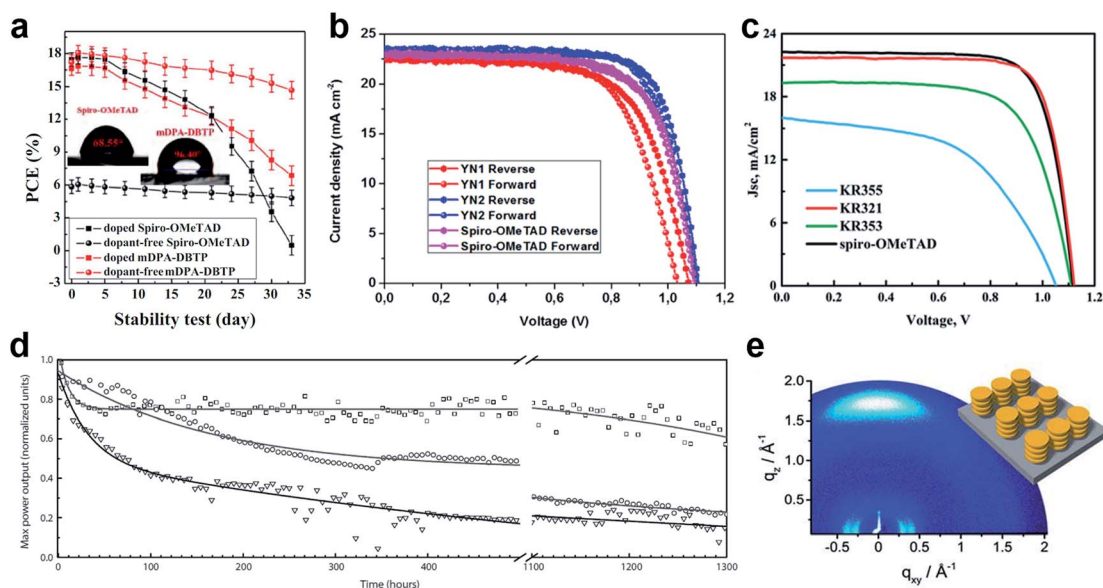 a
PCE (%)
18
15
12
9
6
3
0
-3
Spiro-OMeTAD
68.55°
mDPA-DBTP
96.40°
doped Spiro-OMeTAD
dopant-free Spiro-OMeTAD
doped mDPA-DBTP
dopant-free mDPA-DBTP
0 5 10 15 20 25 30 35
Stability test (day)
b
Current density (mA cm⁻²)
25
20
15
10
5
0
YN1 Reverse
YN1 Forward
YN2 Reverse
YN2 Forward
Spiro-OMeTAD Reverse
Spiro-OMeTAD Forward
0,0 0,2 0,4 0,6 0,8 1,0 1,2
Voltage (V)
c
Jsc, mA/cm²
24
18
12
6
0
KR355
KR321
KR353
spiro-OMeTAD
0.0 0.2 0,4 0,6 0.8 1.0 1.2
Voltage, V
d
Max power output (normalized units)
1.0
0.8
0.6
0.4
0.2
0.0
0 100 200 300 400 1100 1200 1300
Time (hours)
e
q_z / Å⁻¹
2.0
1.5
1.0
0.5
-0.5 0 0.5 1 1.5 2
q_xy / Å⁻¹